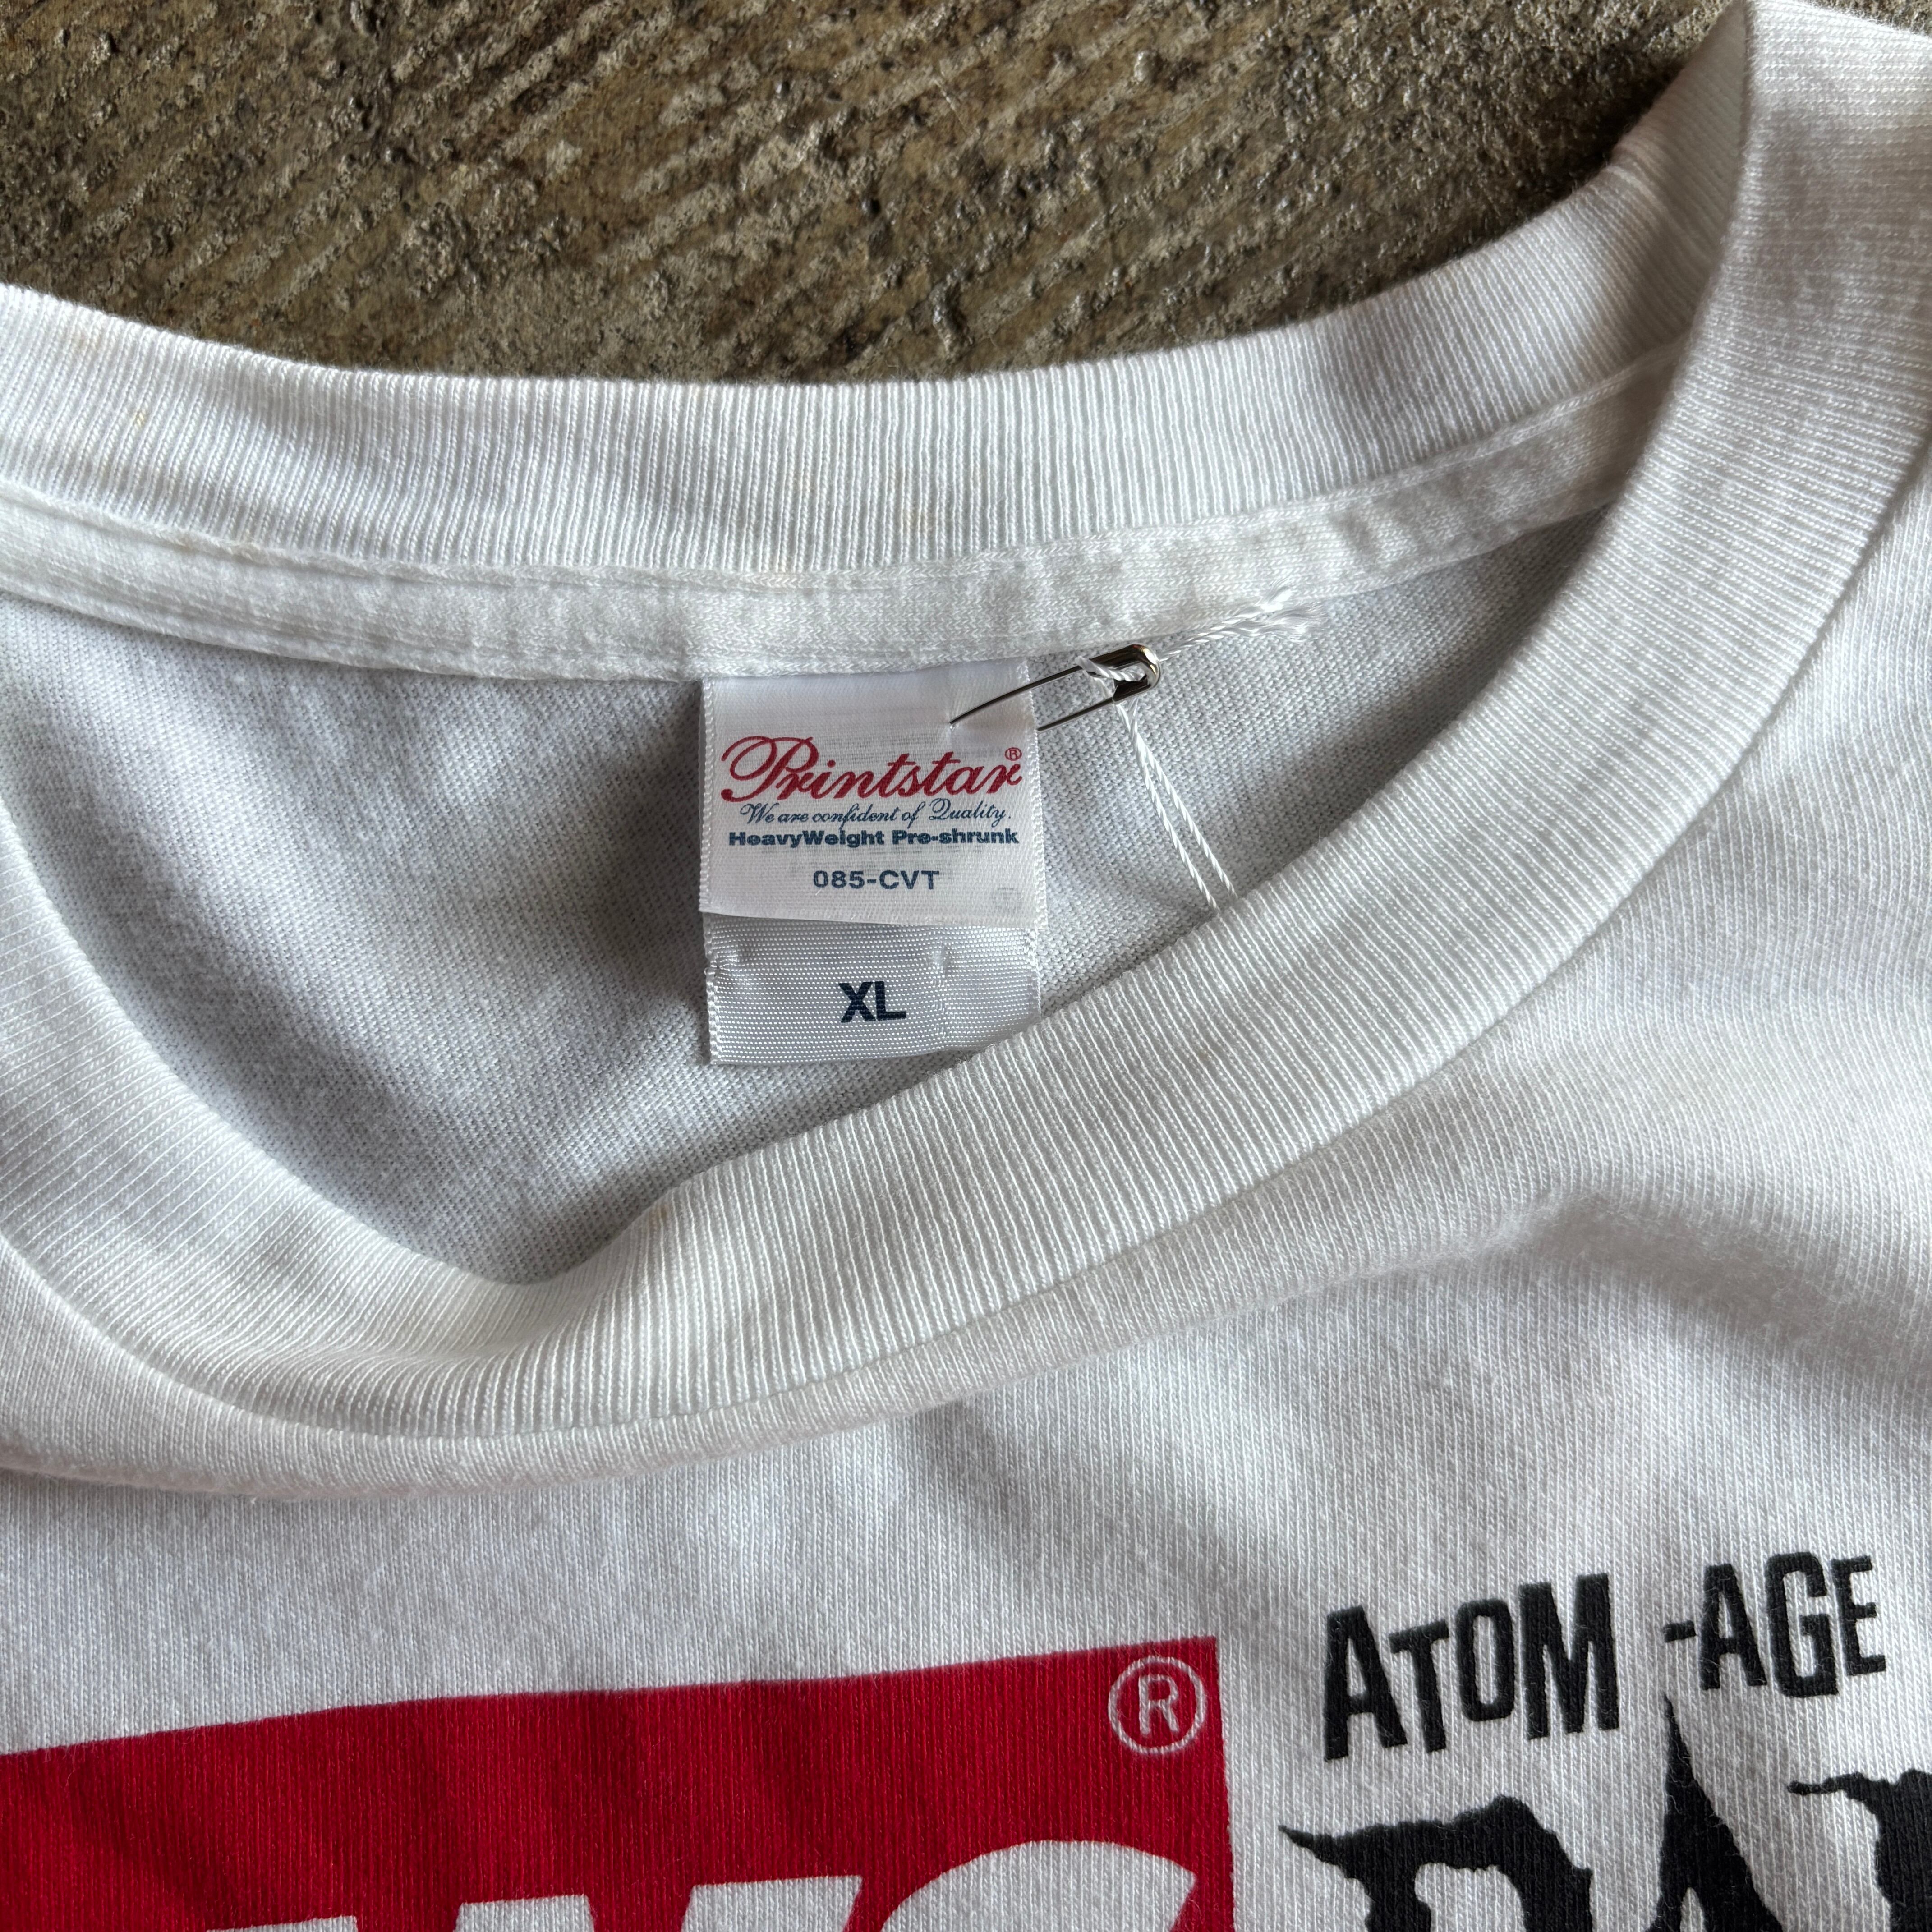 Printstar®
We are confident of Quality.
HeavyWeight Pre-shrunk
085-CVT
XL
®
ATOM-AGE